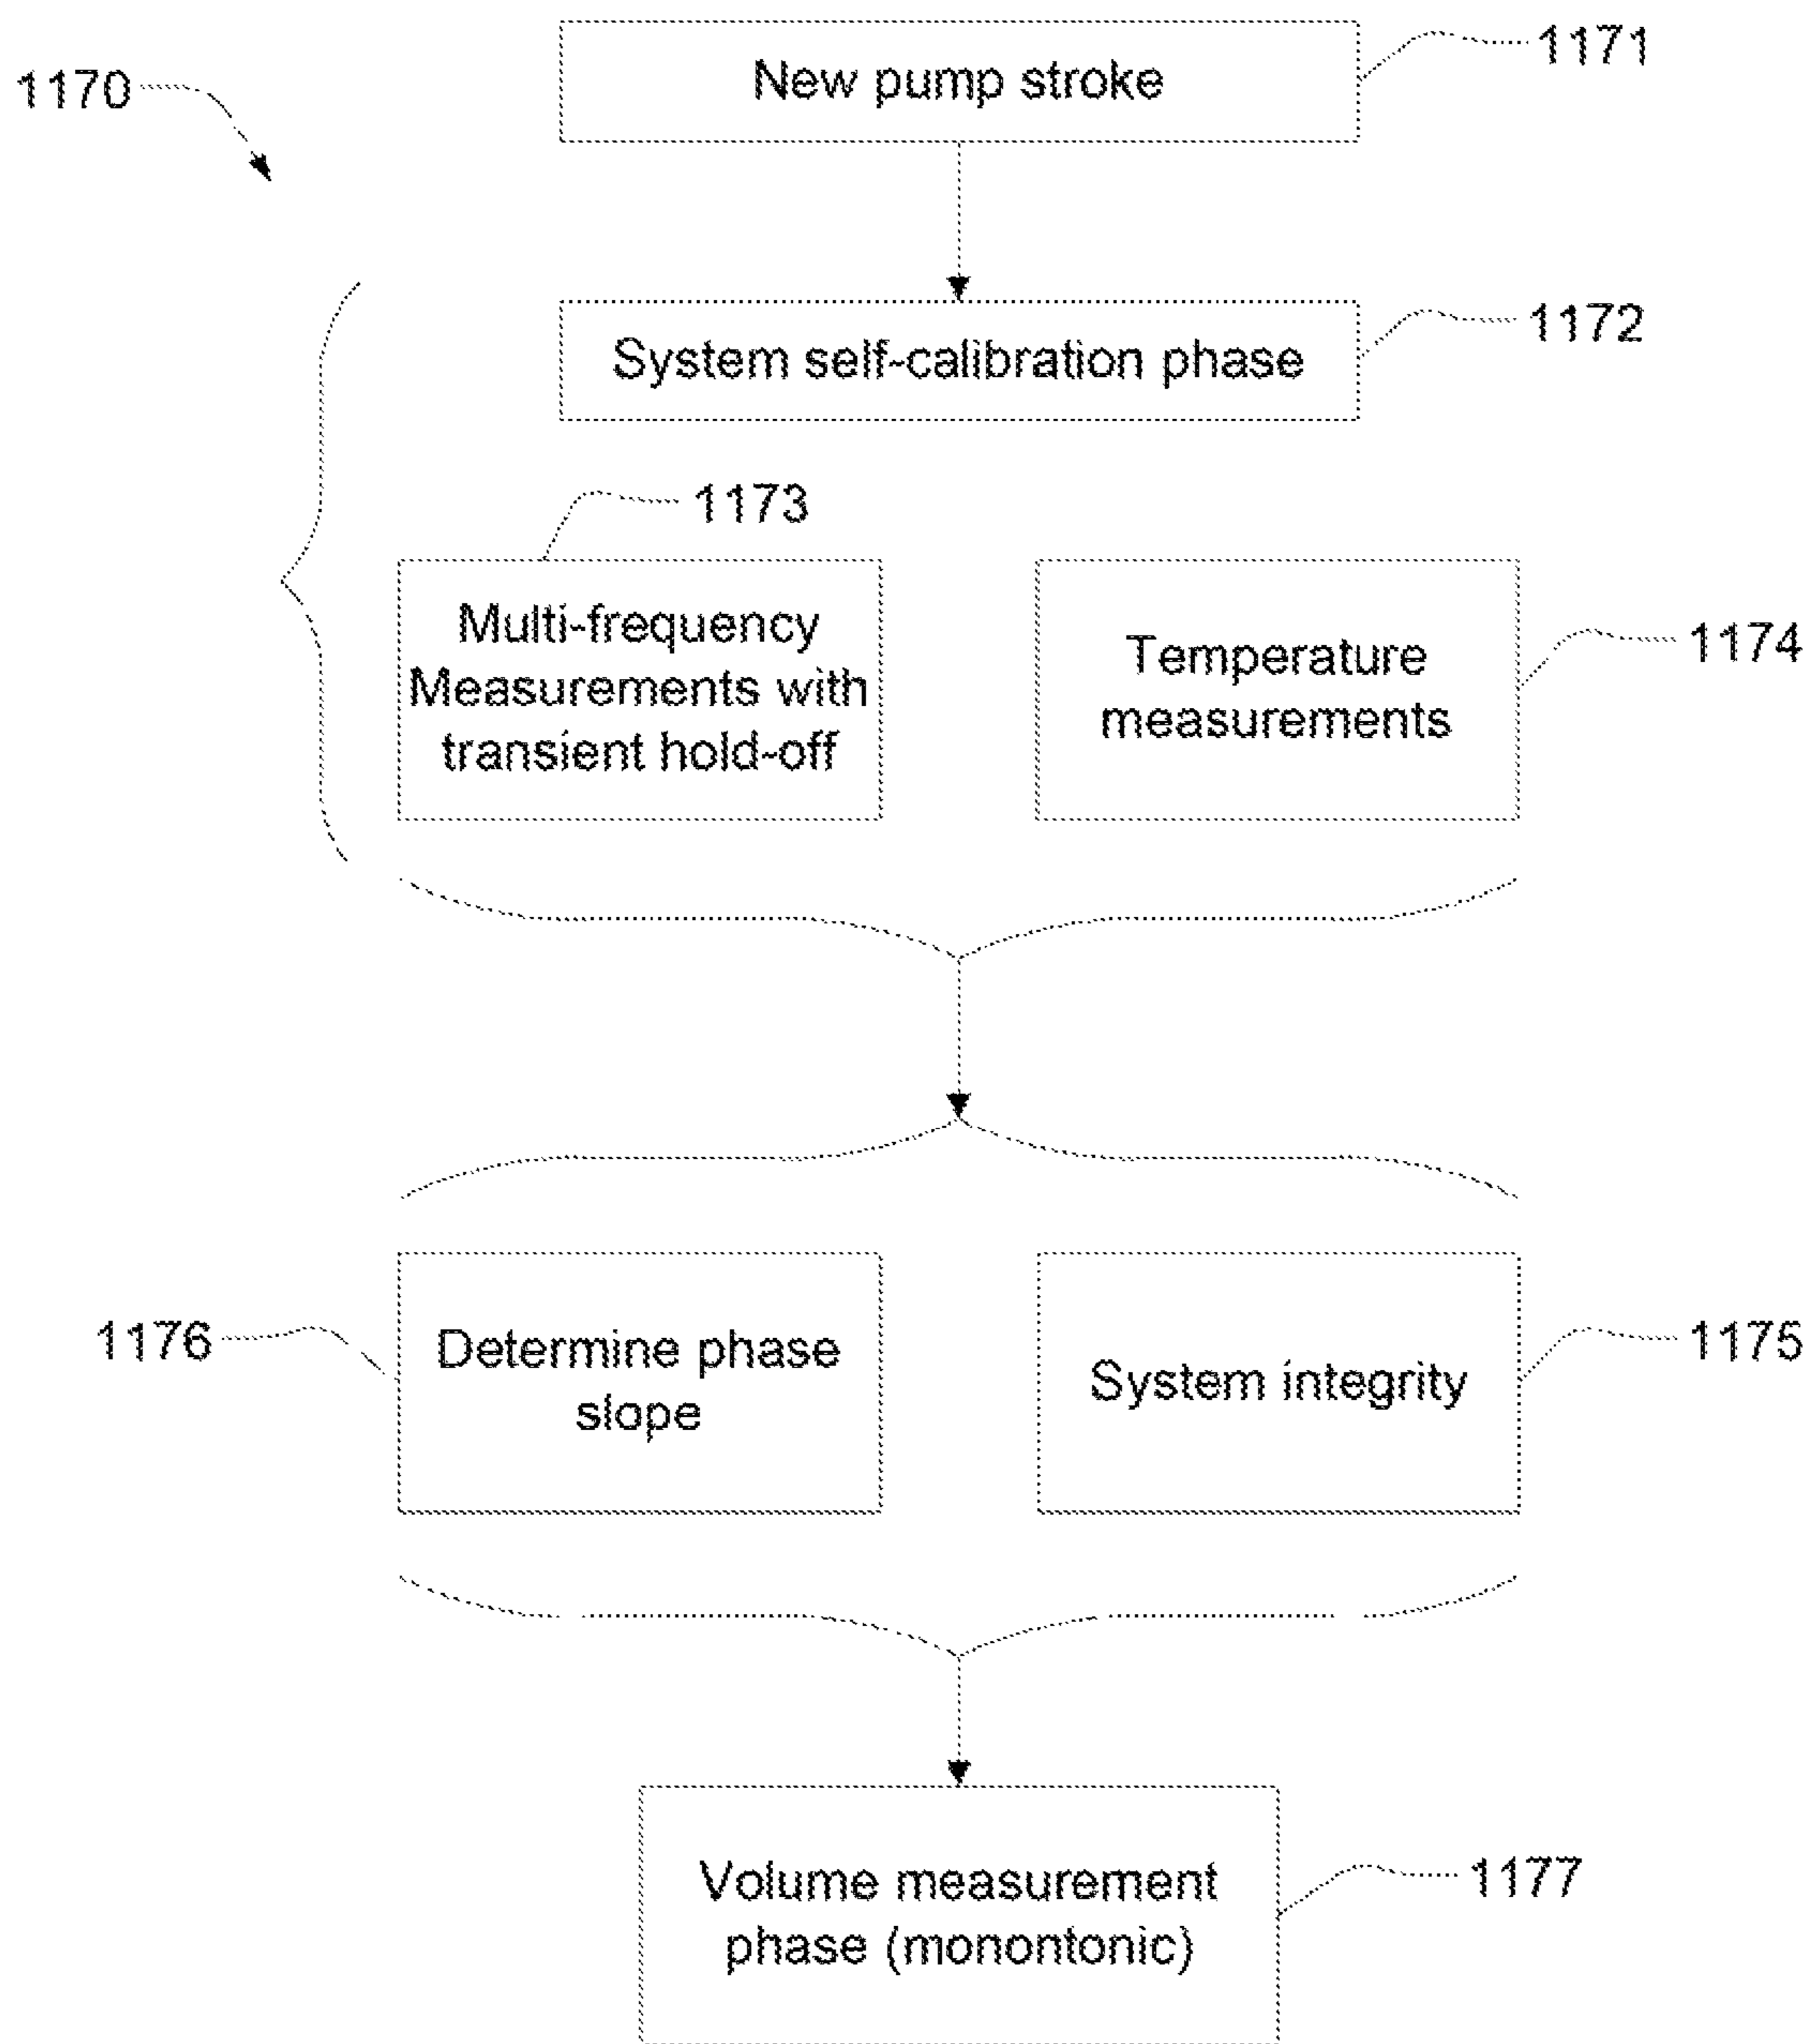 1170
New pump stroke
1171
System self-calibration phase
1172
1173
Multi-frequency
Measurements with
transient hold-off
Temperature
measurements
1174
1176
Determine phase
slope
System integrity
1175
Volume measurement
phase (monontonic)
1177